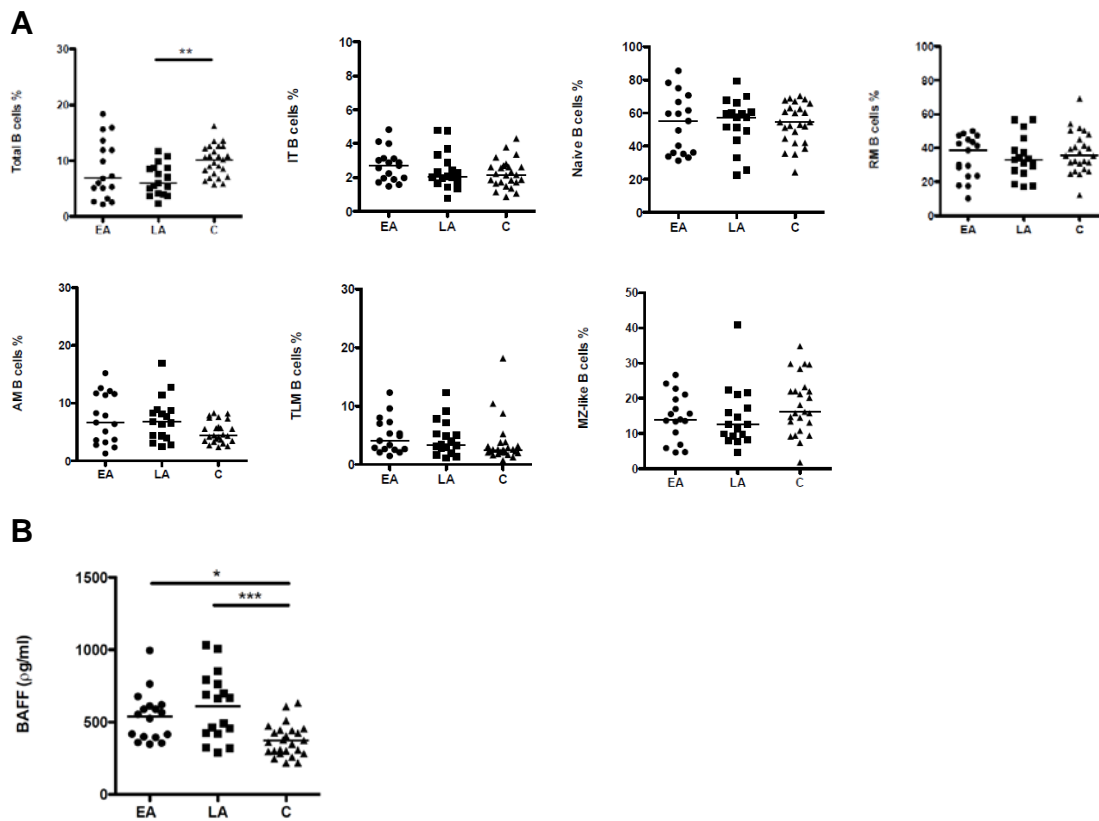 A
Total B cells %
30
20
10
0
**
EA LA C
IT B cells %
10
8
6
4
2
0
EA LA C
Naive B cells %
100
80
60
40
20
0
EA LA C
RM B cells %
100
80
60
40
20
0
EA LA C
AM B cells %
30
20
10
0
EA LA C
TLM B cells %
30
20
10
0
EA LA C
MZ-like B cells %
50
40
30
20
10
0
EA LA C
B
BAFF (ρg/ml)
1500
1000
500
0
*
***
EA LA C